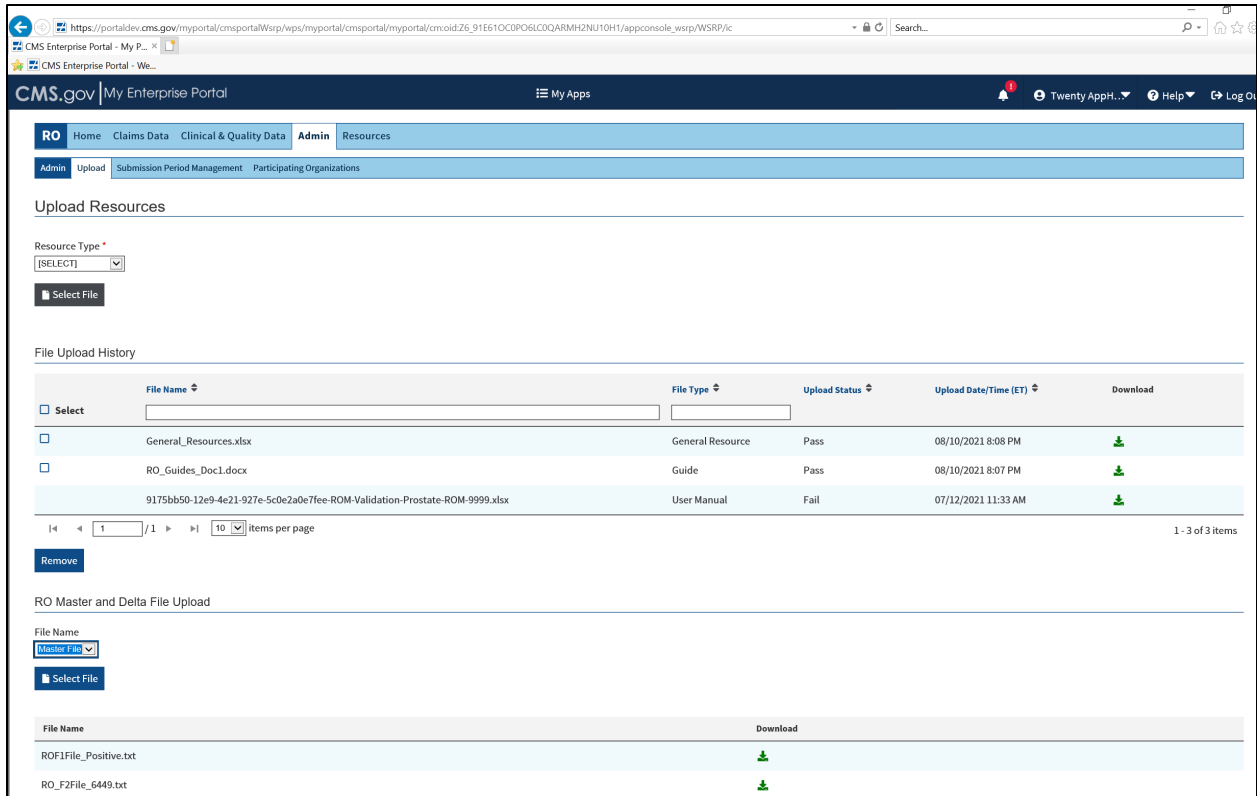 https://portaldev.cms.gov/myportal/cmsportalWsrp/wps/myportal/cmsportal/myportal/cm:oid:Z6_91E61OC0PO6LC0QARMH2NU10H1/appconsole_wsrp/WSRP/ic Search...
CMS Enterprise Portal - My P...
CMS Enterprise Portal - We...
CMS.gov My Enterprise Portal My Apps 1 Twenty AppH.. Help Log Ou
RO Home Claims Data Clinical & Quality Data Admin Resources
Admin Upload Submission Period Management Participating Organizations
Upload Resources
Resource Type *
[SELECT]
Select File
File Upload History
File Name File Type Upload Status Upload Date/Time (ET) Download
Select
General_Resources.xlsx General Resource Pass 08/10/2021 8:08 PM
RO_Guides_Doc1.docx Guide Pass 08/10/2021 8:07 PM
9175bb50-12e9-4e21-927e-5c0e2a0e7fee-ROM-Validation-Prostate-ROM-9999.xlsx User Manual Fail 07/12/2021 11:33 AM
1 / 1 10 items per page 1 - 3 of 3 items
Remove
RO Master and Delta File Upload
File Name
Master File
Select File
File Name Download
ROF1File_Positive.txt
RO_F2File_6449.txt